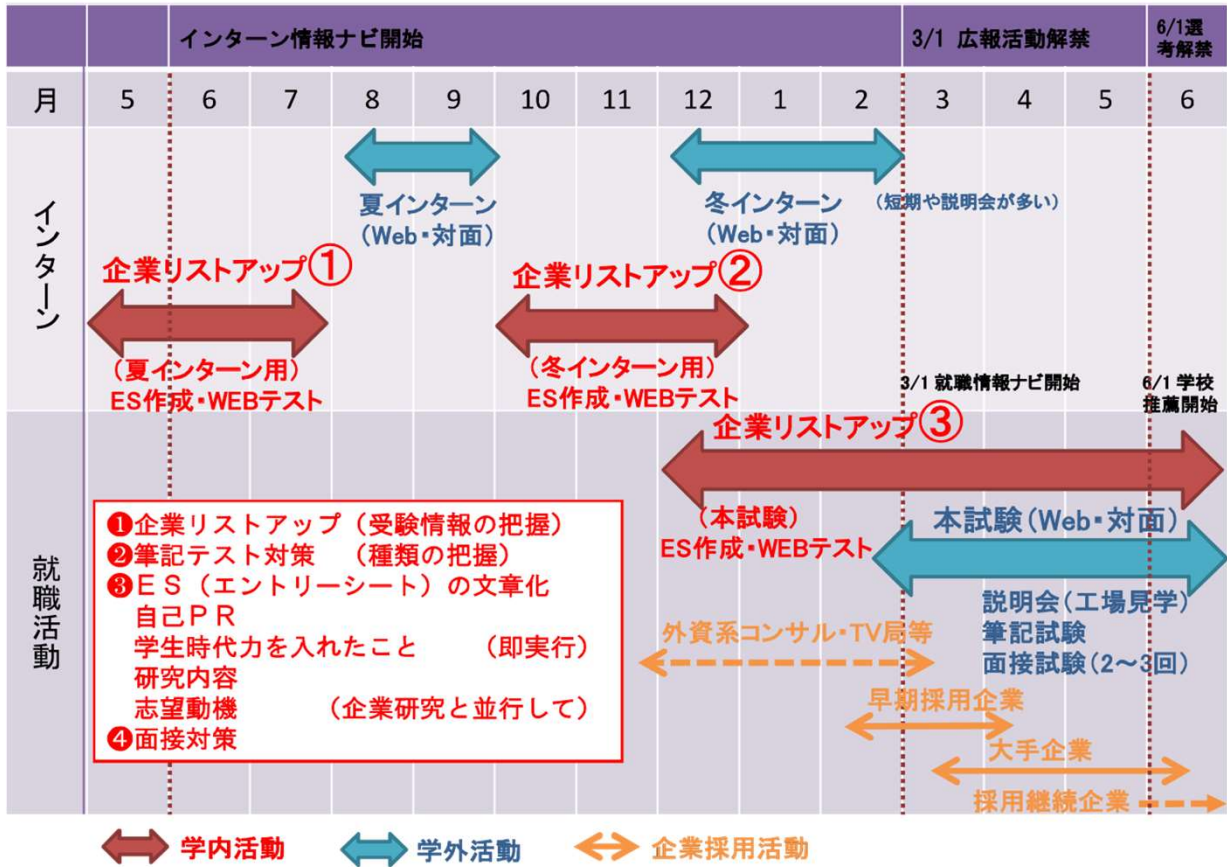 インターン情報ナビ開始
3/1 広報活動解禁
6/1選
考解禁
月 5 6 7 8 9 10 11 12 1 2 3 4 5 6
インターン
夏インターン
(Web・対面)
冬インターン
(Web・対面)
(短期や説明会が多い)
企業リストアップ①
(夏インターン用)
ES作成・WEBテスト
企業リストアップ②
(冬インターン用)
ES作成・WEBテスト
3/1 就職情報ナビ開始
6/1 学校
推薦開始
就職活動
企業リストアップ③
(本試験)
ES作成・WEBテスト
本試験(Web・対面)
説明会(工場見学)
筆記試験
面接試験(2～3回)
❶企業リストアップ（受験情報の把握）
❷筆記テスト対策　（種類の把握）
❸ＥＳ（エントリーシート）の文章化
自己ＰＲ
学生時代力を入れたこと　（即実行）
研究内容
志望動機　（企業研究と並行して）
❹面接対策
外資系コンサル・TV局等
早期採用企業
大手企業
採用継続企業
学内活動
学外活動
企業採用活動